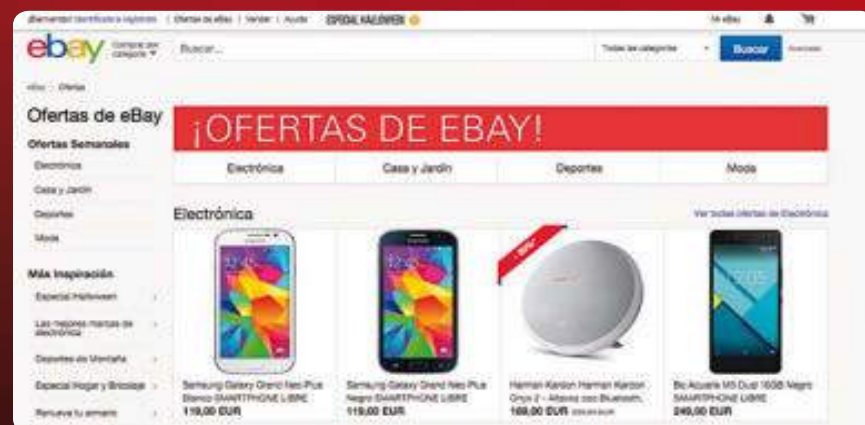 ¡Bienvenido! Identifícate o regístrate | Ofertas de eBay | Vender | Ayuda ESPECIAL HALLOWEEN
Mi eBay
ebay Compra por categoría
Buscar...
Todas las categorías
Buscar
Avanzada
eBay Ofertas
Ofertas de eBay
Ofertas Semanales
Electrónica
Casa y Jardín
Deportes
Moda
Más Inspiración
Especial Halloween
Las mejores marcas de
electrónica
Deportes de Montaña
Especial Hogar y Bricolaje
Renueva tu armario
¡OFERTAS DE EBAY!
Electrónica Casa y Jardín Deportes Moda
Electrónica
Ver todas ofertas de Electrónica
Samsung Galaxy Grand Neo Plus
Blanco SMARTPHONE LIBRE
119,00 EUR
Samsung Galaxy Grand Neo Plus
Negro SMARTPHONE LIBRE
119,00 EUR
Harman Kardon Harman Kardon
Onyx 2 - Altavoz con Bluetooth,
169,00 EUR
Bq Aquaris M5 Dual 16GB Negro
SMARTPHONE LIBRE
249,00 EUR